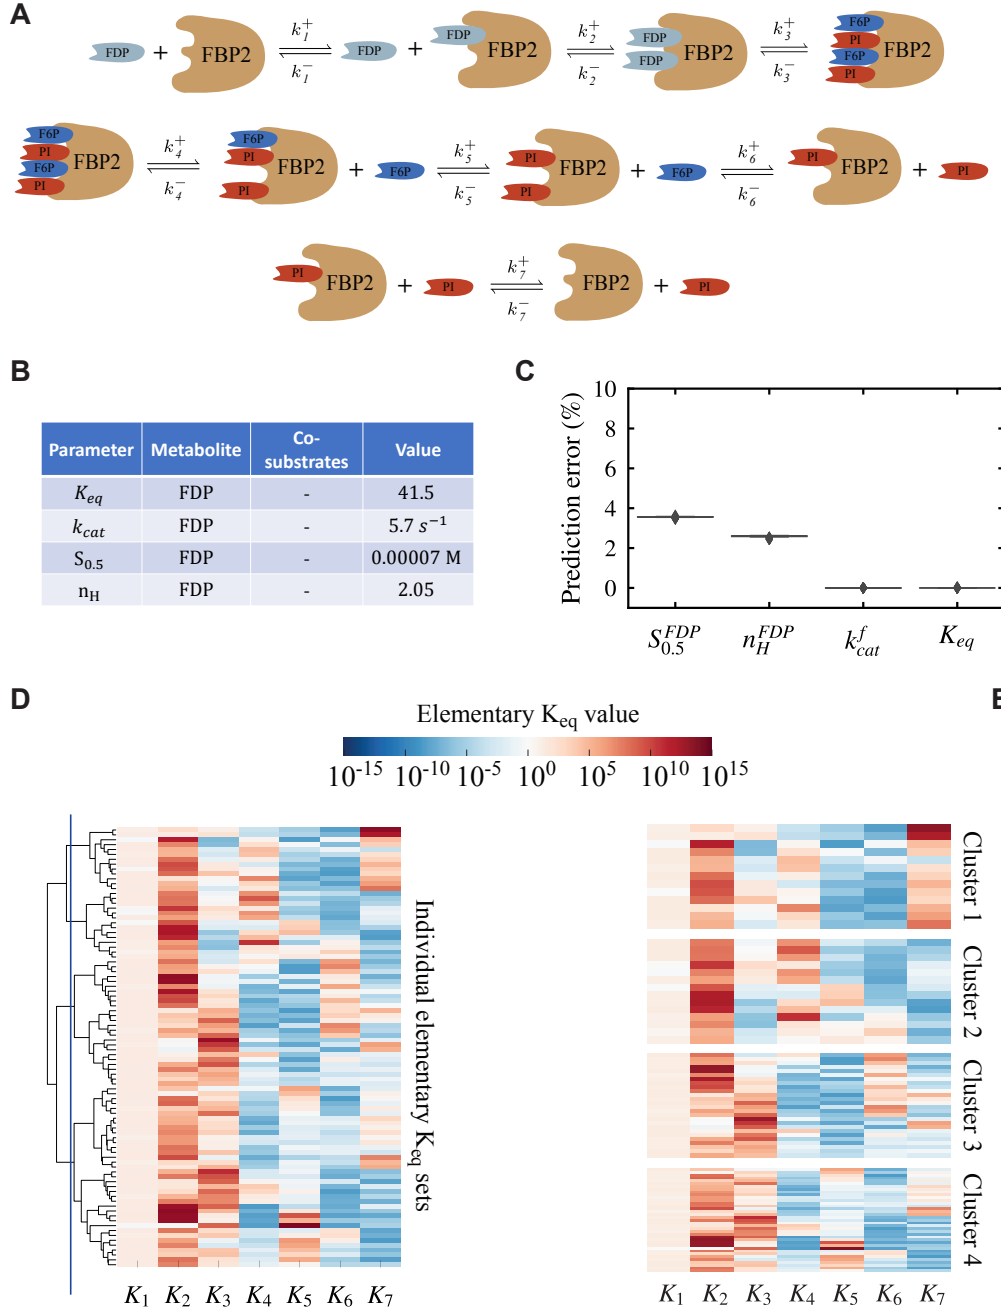 A
FDP + FBP2 k1+ k1- FDP + FDP FBP2 k2+ k2- FDP FDP FBP2 k3+ k3- F6P PI F6P PI FBP2
F6P PI F6P PI FBP2 k4+ k4- F6P PI PI FBP2 + F6P k5+ k5- PI PI FBP2 + F6P k6+ k6- PI FBP2 + PI
PI FBP2 + PI k7+ k7- FBP2 + PI
B
Parameter Metabolite Co-substrates Value
Keq FDP - 41.5
kcat FDP - 5.7 s⁻¹
S0.5 FDP - 0.00007 M
nH FDP - 2.05
C
Prediction error (%)
10
8
6
4
2
0
S0.5^FDP nH^FDP kcat^f Keq
D
E
Elementary Keq value
10⁻¹⁵ 10⁻¹⁰ 10⁻⁵ 10⁰ 10⁵ 10¹⁰ 10¹⁵
Individual elementary Keq sets
K1 K2 K3 K4 K5 K6 K7
Cluster 1
Cluster 2
Cluster 3
Cluster 4
K1 K2 K3 K4 K5 K6 K7